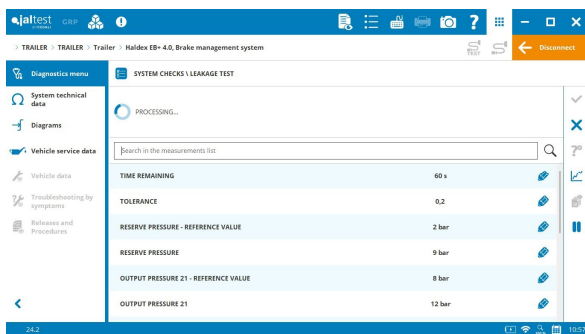 jaltest GRP
> TRAILER > TRAILER > Trailer > Haldex EB+ 4.0, Brake management system
TEST
Disconnect
Diagnostics menu
System technical data
Diagrams
Vehicle service data
Vehicle data
Troubleshooting by symptoms
Releases and Procedures
SYSTEM CHECKS \ LEAKAGE TEST
PROCESSING...
Search in the measurements list
TIME REMAINING 60 s
TOLERANCE 0,2
RESERVE PRESSURE - REFERENCE VALUE 2 bar
RESERVE PRESSURE 9 bar
OUTPUT PRESSURE 21 - REFERENCE VALUE 8 bar
OUTPUT PRESSURE 21 12 bar
24.2
10:57